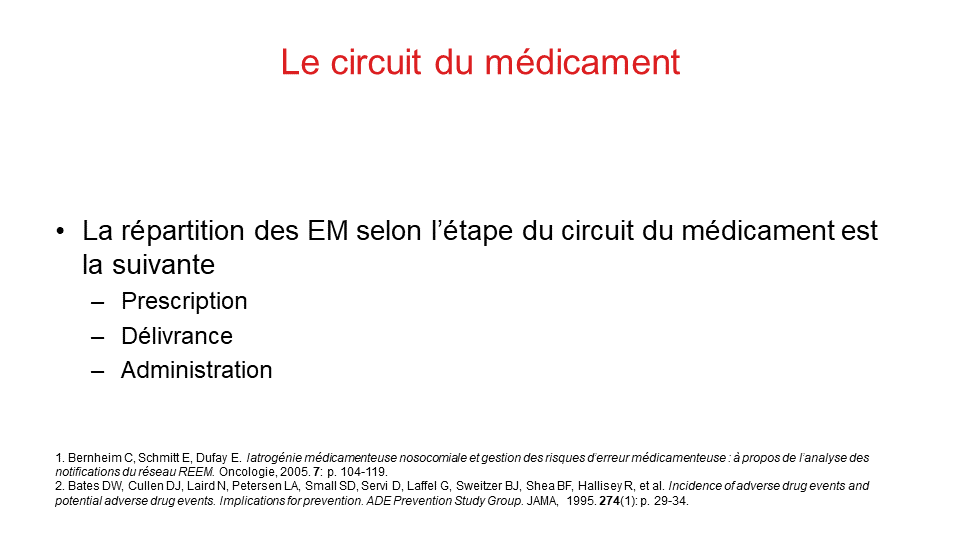 Le circuit du médicament
• La répartition des EM selon l’étape du circuit du médicament est
la suivante
– Prescription
– Délivrance
– Administration
1. Bernheim C, Schmitt E, Dufay E. Iatrogénie médicamenteuse nosocomiale et gestion des risques d’erreur médicamenteuse : à propos de l’analyse des
notifications du réseau REEM. Oncologie, 2005. 7: p. 104-119.
2. Bates DW, Cullen DJ, Laird N, Petersen LA, Small SD, Servi D, Laffel G, Sweitzer BJ, Shea BF, Hallisey R, et al. Incidence of adverse drug events and
potential adverse drug events. Implications for prevention. ADE Prevention Study Group. JAMA, 1995. 274(1): p. 29-34.